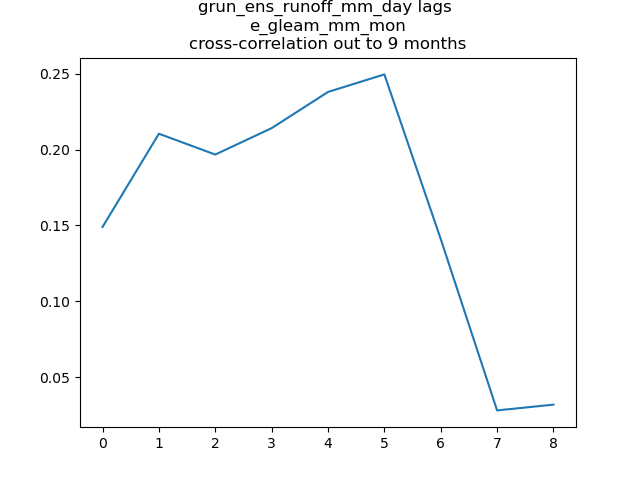 grun_ens_runoff_mm_day lags
e_gleam_mm_mon
cross-correlation out to 9 months
0.25
0.20
0.15
0.10
0.05
0 1 2 3 4 5 6 7 8